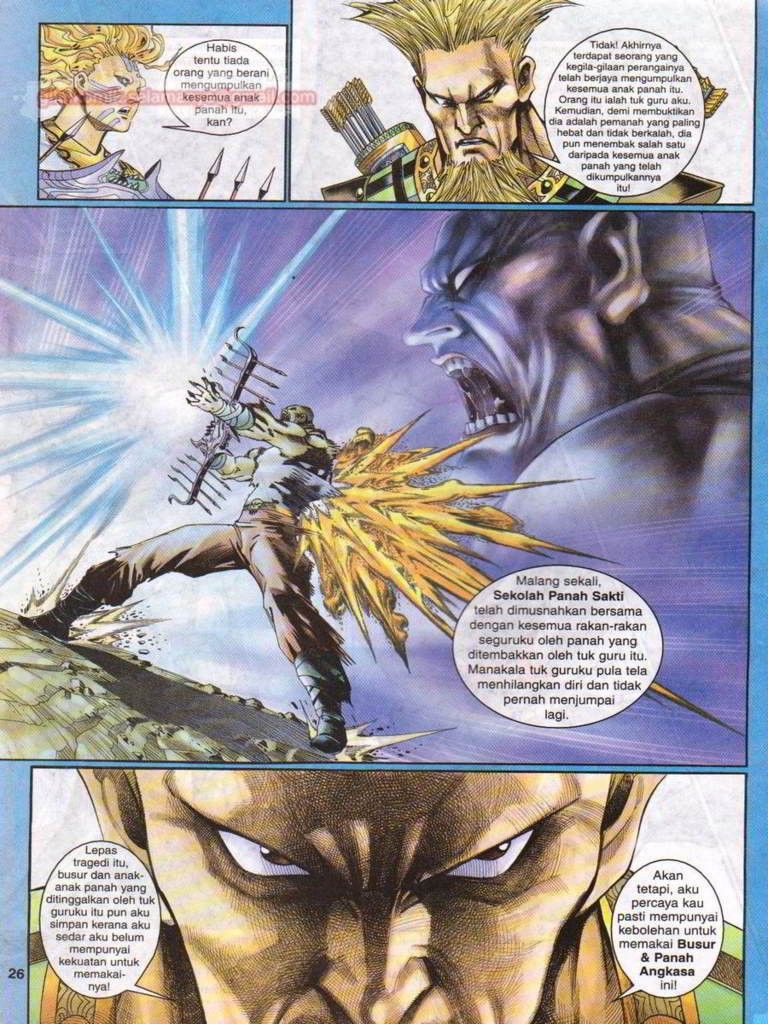 Habis
tentu tiada
orang yang berani
mengumpulkan
kesemua anak
panah itu,
kan?
Tidak! Akhirnya
terdapat seorang yang
kegila-gilaan perangainya
telah berjaya mengumpulkan
kesemua anak panah itu.
Orang itu ialah tuk guru aku.
Kemudian, demi membuktikan
dia adalah pemanah yang paling
hebat dan tidak berkalah, dia
pun menembak salah satu
daripada kesemua anak
panah yang telah
dikumpulkannya
itu!
Malang sekali,
Sekolah Panah Sakti
telah dimusnahkan bersama
dengan kesemua rakan-rakan
seguruku oleh panah yang
ditembakkan oleh tuk guru itu.
Manakala tuk guruku pula tela
menhilangkan diri dan tidak
pernah menjumpai
lagi.
Lepas
tragedi itu,
busur dan anak-
anak panah yang
ditinggalkan oleh tuk
guruku itu pun aku
simpan kerana aku
sedar aku belum
mempunyai
kekuatan untuk
memakai-
nya!
Akan
tetapi, aku
percaya kau
pasti mempunyai
kebolehan untuk
memakai Busur
& Panah
Angkasa
ini!
26